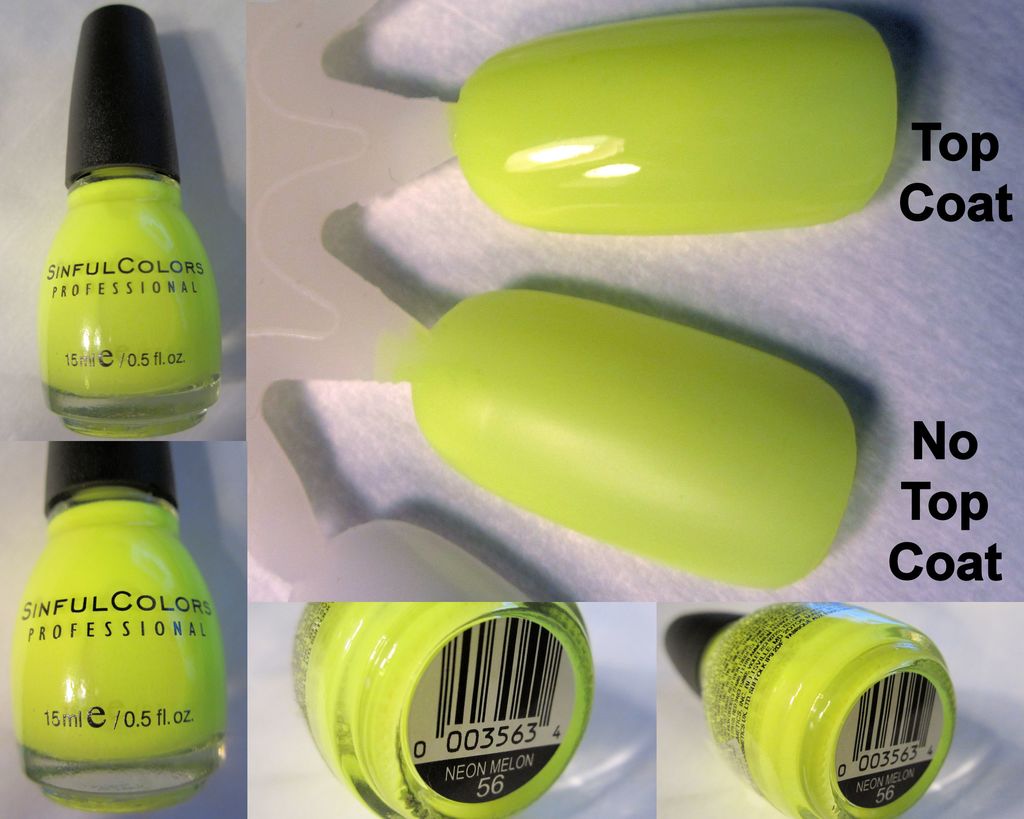 SINFULCOLORS
PROFESSIONAL
15ml e / 0.5 fl. oz.
Top
Coat
No
Top
Coat
SINFULCOLORS
PROFESSIONAL
15ml e / 0.5 fl. oz.
0 003563 4
NEON MELON
56
0 003563 4
NEON MELON
56